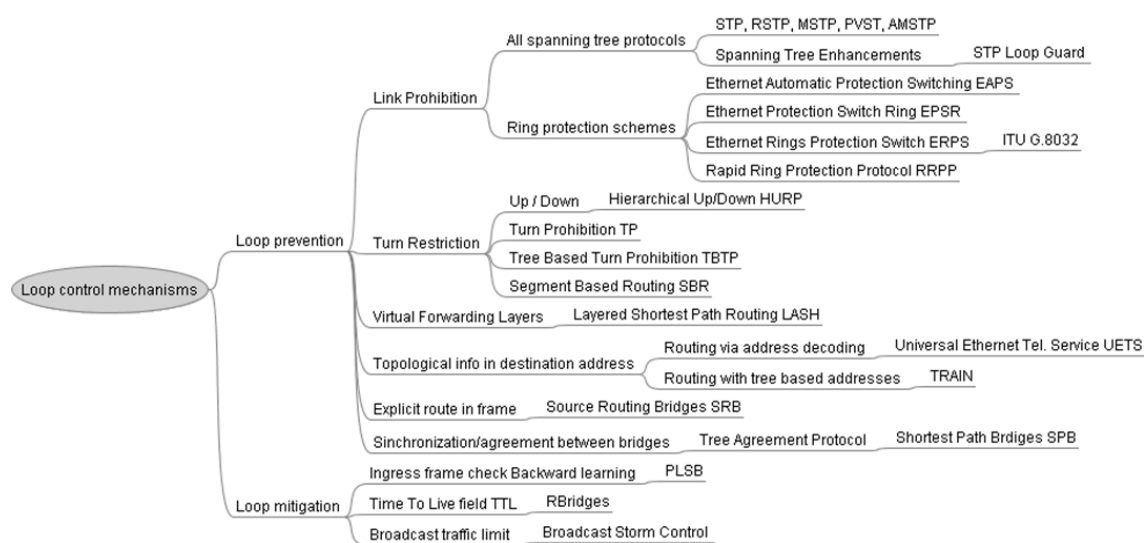 STP, RSTP, MSTP, PVST, AMSTP
All spanning tree protocols
Spanning Tree Enhancements STP Loop Guard
Link Prohibition
Ethernet Automatic Protection Switching EAPS
Ethernet Protection Switch Ring EPSR
Ring protection schemes
Ethernet Rings Protection Switch ERPS ITU G.8032
Rapid Ring Protection Protocol RRPP
Up / Down Hierarchical Up/Down HURP
Turn Prohibition TP
Loop prevention Turn Restriction
Tree Based Turn Prohibition TBTP
Segment Based Routing SBR
Loop control mechanisms
Virtual Forwarding Layers Layered Shortest Path Routing LASH
Routing via address decoding Universal Ethernet Tel. Service UETS
Topological info in destination address
Routing with tree based addresses TRAIN
Explicit route in frame Source Routing Bridges SRB
Sinchronization/agreement between bridges Tree Agreement Protocol Shortest Path Brdiges SPB
Ingress frame check Backward learning PLSB
Loop mitigation Time To Live field TTL RBridges
Broadcast traffic limit Broadcast Storm Control